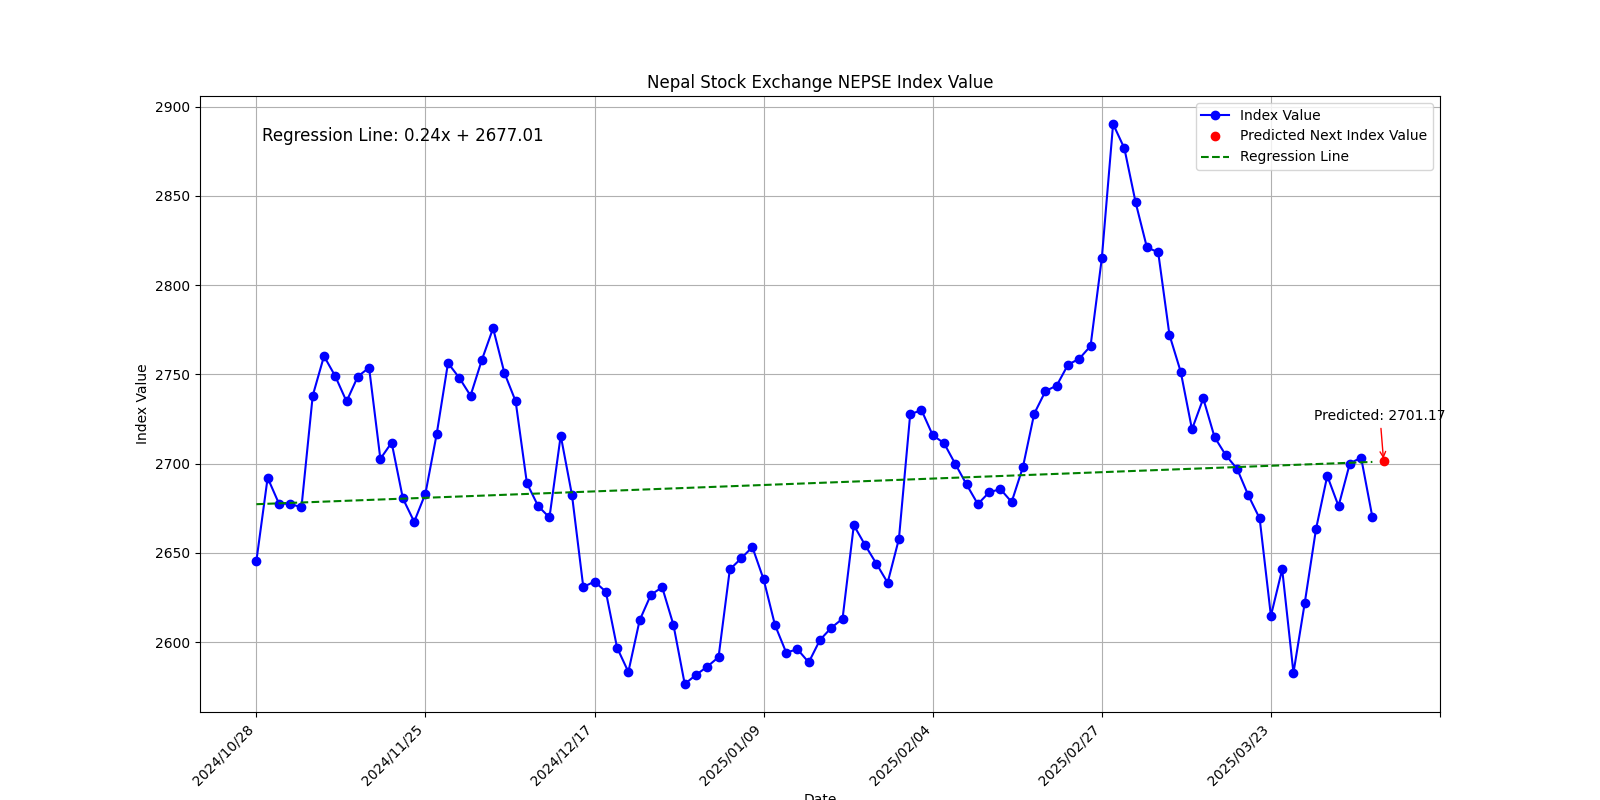 Nepal Stock Exchange NEPSE Index Value
2900
2850
2800
2750
2700
2650
2600
Index Value
Regression Line: 0.24x + 2677.01
Index Value
Predicted Next Index Value
Regression Line
Predicted: 2701.17
2024/10/28
2024/11/25
2024/12/17
2025/01/09
2025/02/04
2025/02/27
2025/03/23
Date